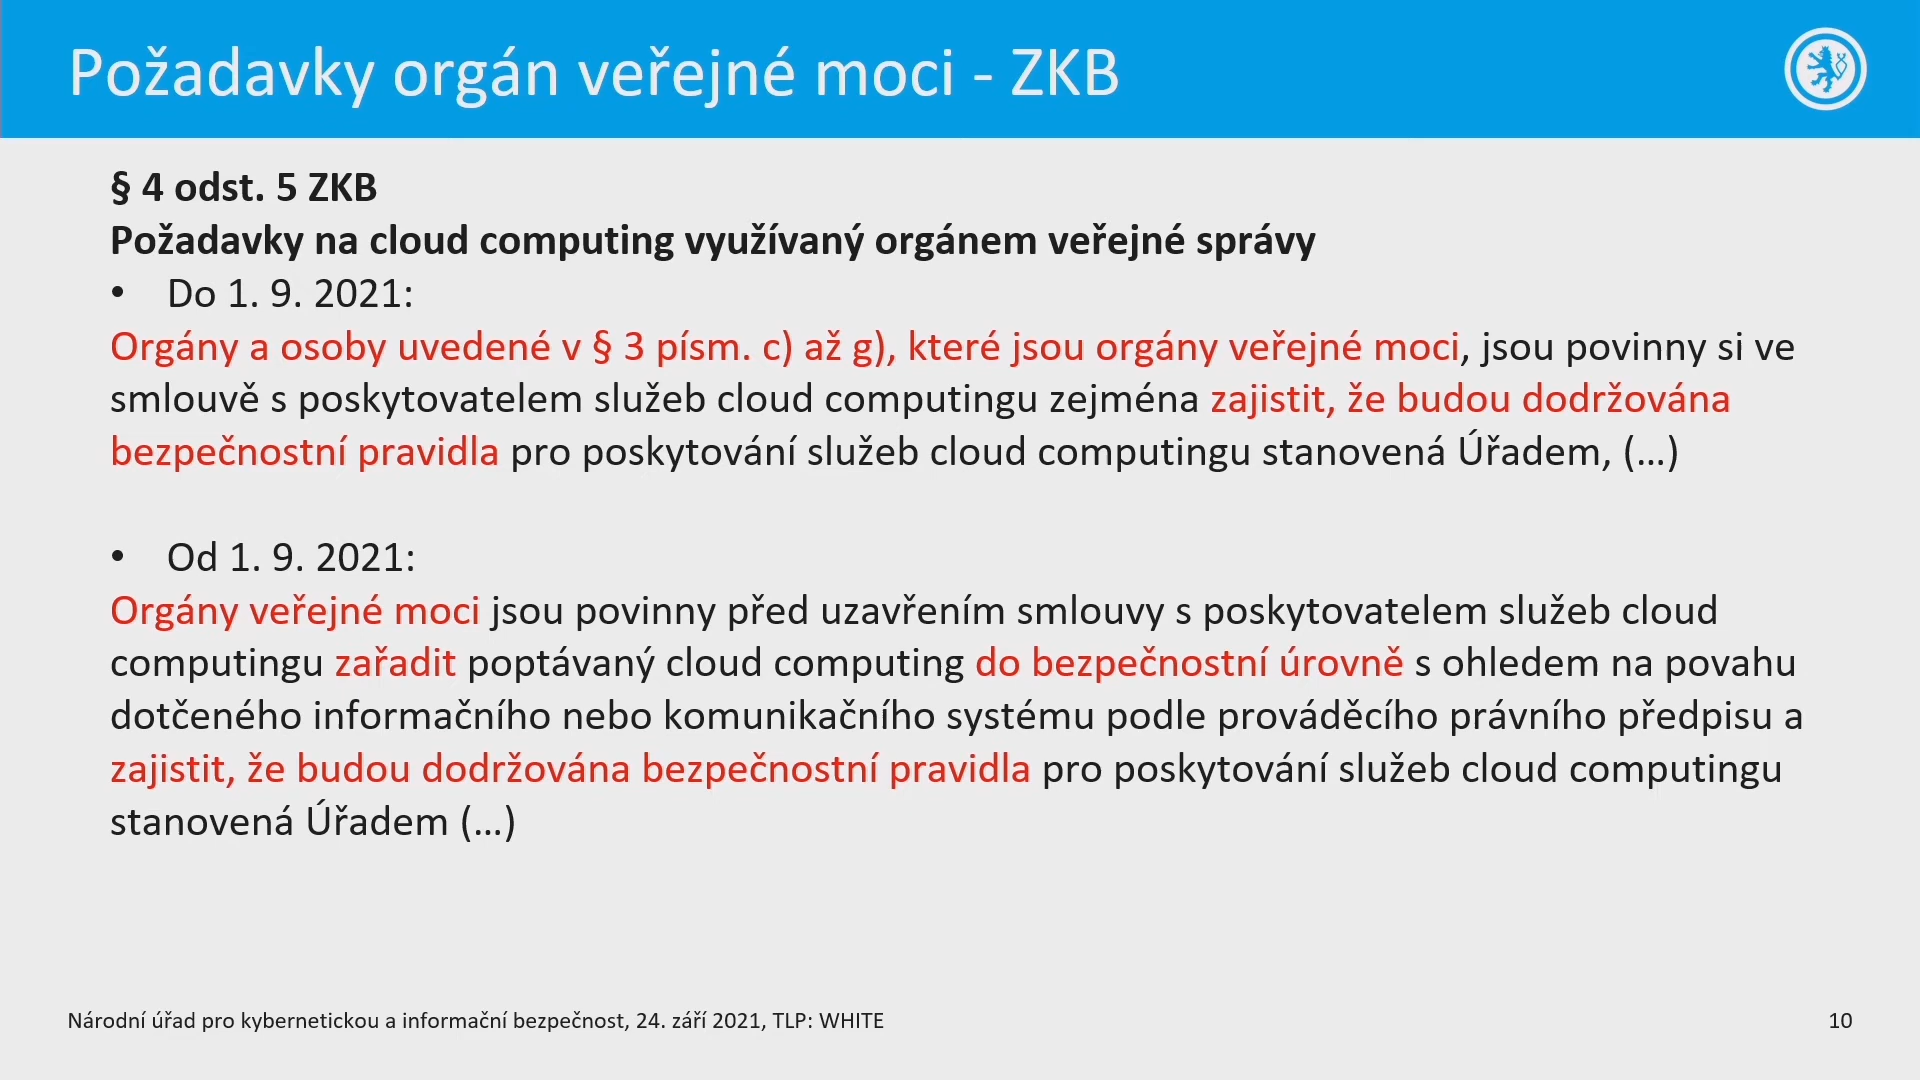 Požadavky orgán veřejné moci - ZKB
§ 4 odst. 5 ZKB
Požadavky na cloud computing využívaný orgánem veřejné správy
• Do 1. 9. 2021:
Orgány a osoby uvedené v § 3 písm. c) až g), které jsou orgány veřejné moci, jsou povinny si ve
smlouvě s poskytovatelem služeb cloud computingu zejména zajistit, že budou dodržována
bezpečnostní pravidla pro poskytování služeb cloud computingu stanovená Úřadem, (…)
• Od 1. 9. 2021:
Orgány veřejné moci jsou povinny před uzavřením smlouvy s poskytovatelem služeb cloud
computingu zařadit poptávaný cloud computing do bezpečnostní úrovně s ohledem na povahu
dotčeného informačního nebo komunikačního systému podle prováděcího právního předpisu a
zajistit, že budou dodržována bezpečnostní pravidla pro poskytování služeb cloud computingu
stanovená Úřadem (…)
Národní úřad pro kybernetickou a informační bezpečnost, 24. září 2021, TLP: WHITE
10